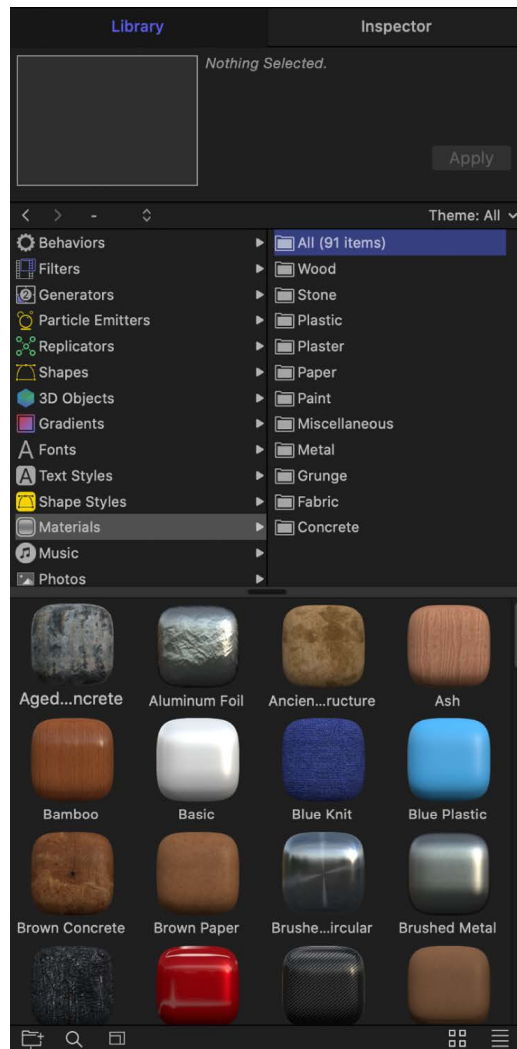 Library Inspector
Nothing Selected.
Apply
Theme: All
Behaviors
Filters
Generators
Particle Emitters
Replicators
Shapes
3D Objects
Gradients
Fonts
Text Styles
Shape Styles
Materials
Music
Photos
All (91 items)
Wood
Stone
Plastic
Plaster
Paper
Paint
Miscellaneous
Metal
Grunge
Fabric
Concrete
Aged...ncrete Aluminum Foil Ancien...ructure Ash
Bamboo Basic Blue Knit Blue Plastic
Brown Concrete Brown Paper Brushe...ircular Brushed Metal